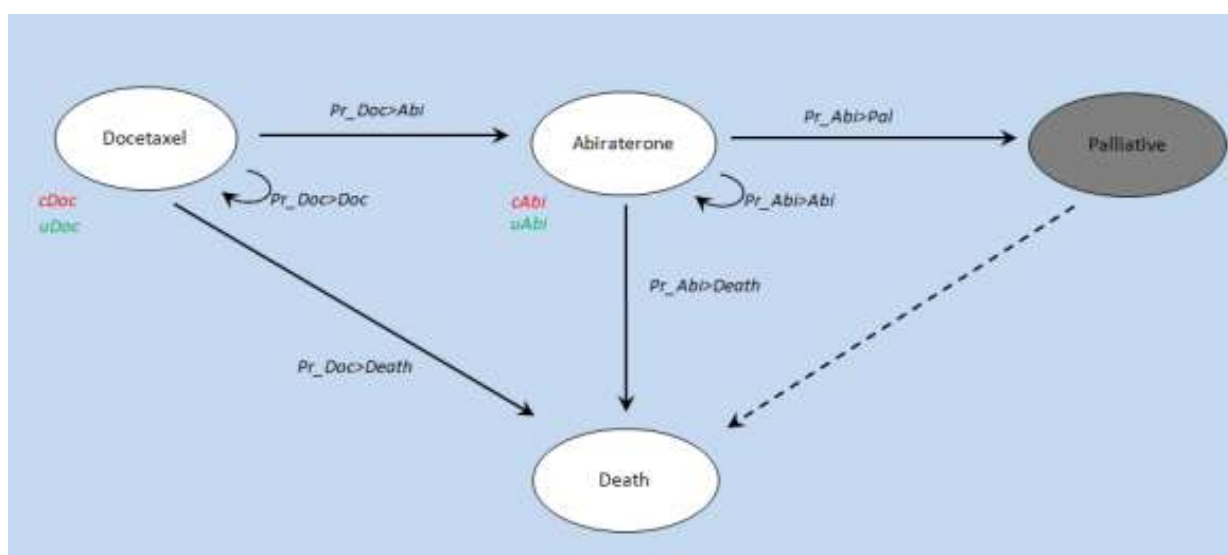 Pr_Doc>Abi
Pr_Abi>Pal
Docetaxel
Abiraterone
Palliative
cDoc
uDoc
Pr_Doc>Doc
cAbi
uAbi
Pr_Abi>Abi
Pr_Abi>Death
Pr_Doc>Death
Death